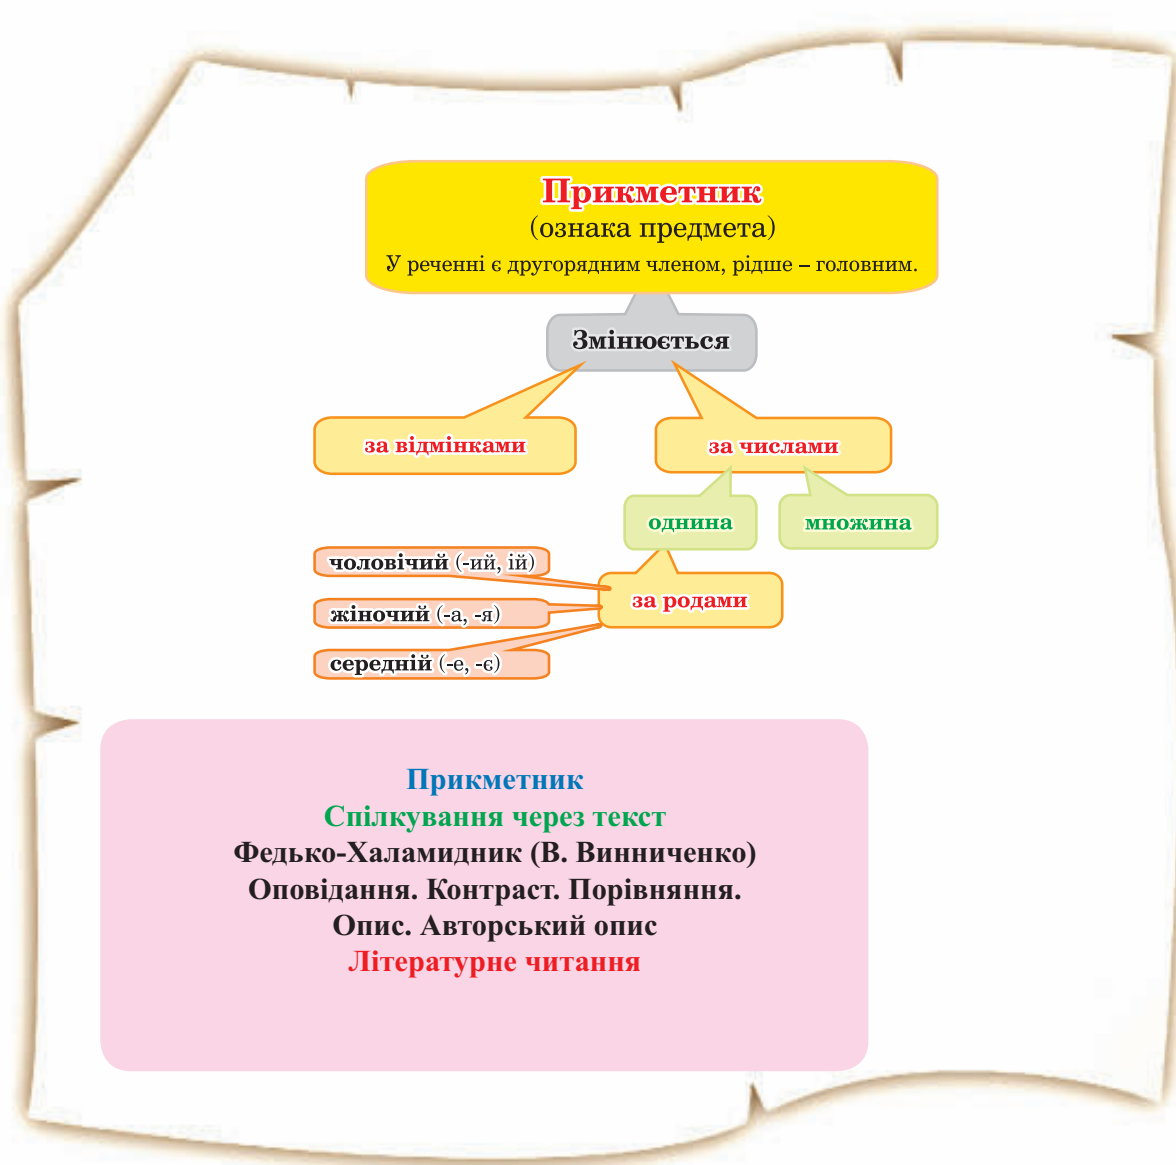 Прикметник
(ознака предмета)
У реченні є другорядним членом, рідше – головним.
Змінюється
за відмінками
за числами
однина
множина
чоловічий (-ий, ій)
за родами
жіночий (-а, -я)
середній (-е, -є)
Прикметник
Спілкування через текст
Федько-Халамидник (В. Винниченко)
Оповідання. Контраст. Порівняння.
Опис. Авторський опис
Літературне читання